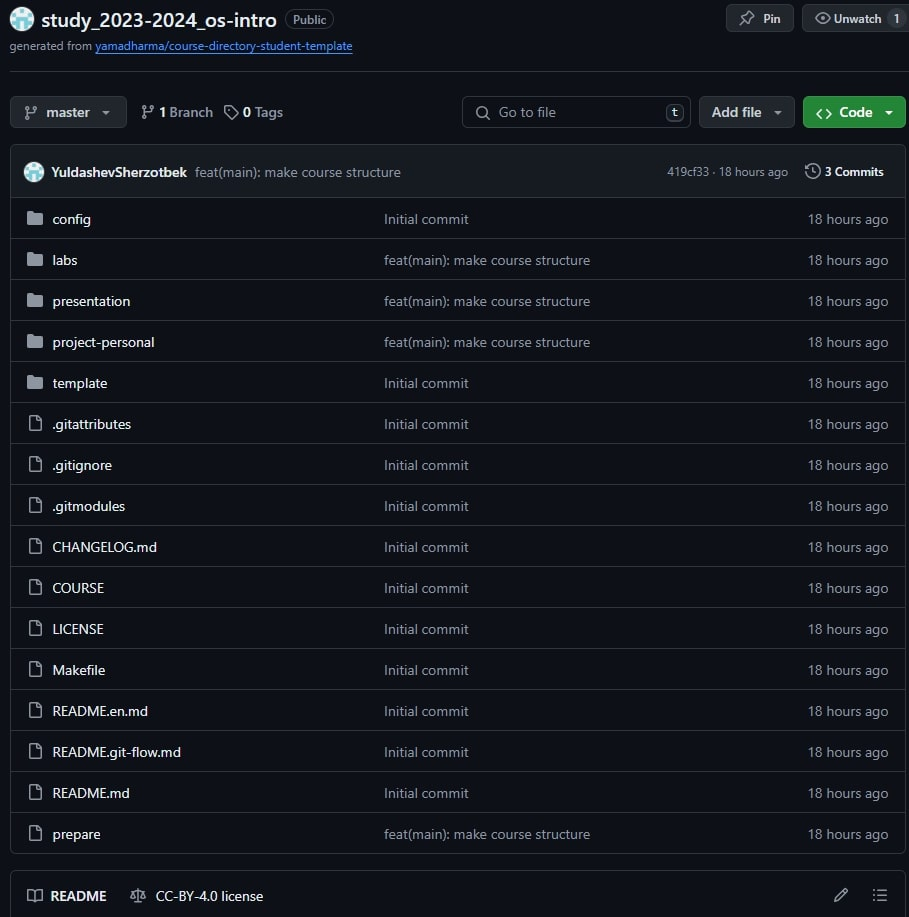 study_2023-2024_os-intro Public Pin Unwatch 1
generated from yamadharma/course-directory-student-template
master 1 Branch 0 Tags Go to file t Add file Code
YuldashevSherzotbek feat(main): make course structure 419cf33 · 18 hours ago 3 Commits
config Initial commit 18 hours ago
labs feat(main): make course structure 18 hours ago
presentation feat(main): make course structure 18 hours ago
project-personal feat(main): make course structure 18 hours ago
template Initial commit 18 hours ago
.gitattributes Initial commit 18 hours ago
.gitignore Initial commit 18 hours ago
.gitmodules Initial commit 18 hours ago
CHANGELOG.md Initial commit 18 hours ago
COURSE Initial commit 18 hours ago
LICENSE Initial commit 18 hours ago
Makefile Initial commit 18 hours ago
README.en.md Initial commit 18 hours ago
README.git-flow.md Initial commit 18 hours ago
README.md Initial commit 18 hours ago
prepare feat(main): make course structure 18 hours ago
README CC-BY-4.0 license